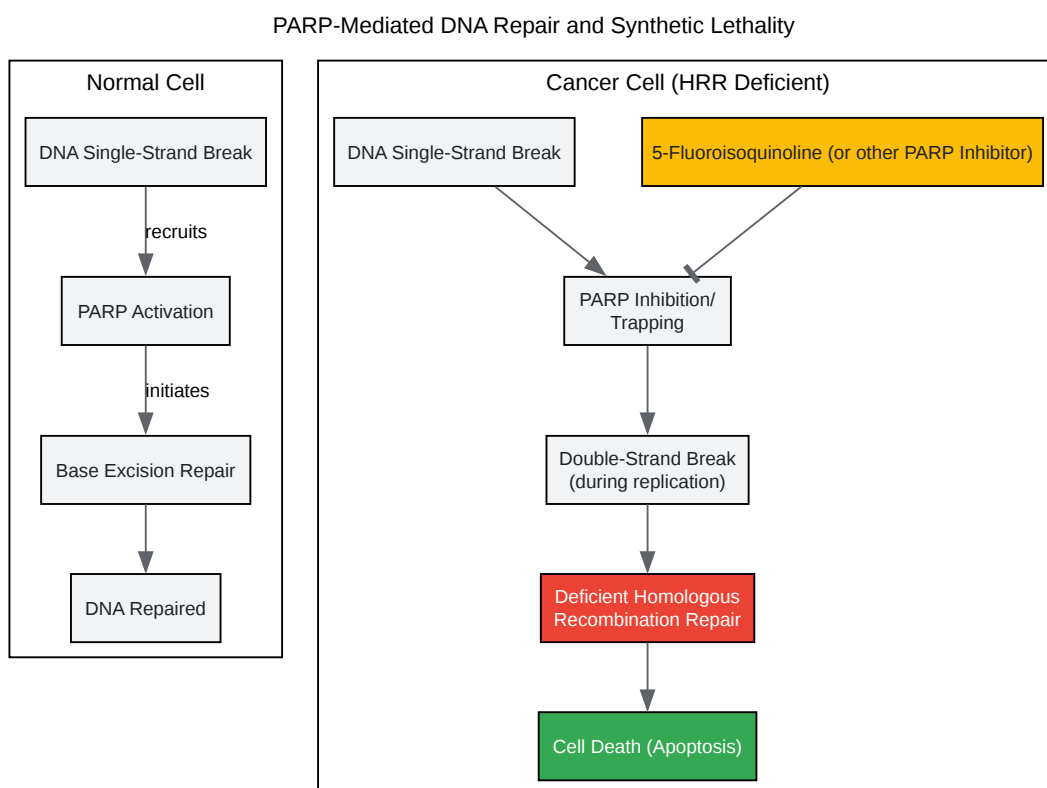 PARP-Mediated DNA Repair and Synthetic Lethality
Normal Cell
DNA Single-Strand Break
recruits
PARP Activation
initiates
Base Excision Repair
DNA Repaired
Cancer Cell (HRR Deficient)
DNA Single-Strand Break
5-Fluoroisoquinoline (or other PARP Inhibitor)
PARP Inhibition/
Trapping
Double-Strand Break
(during replication)
Deficient Homologous
Recombination Repair
Cell Death (Apoptosis)